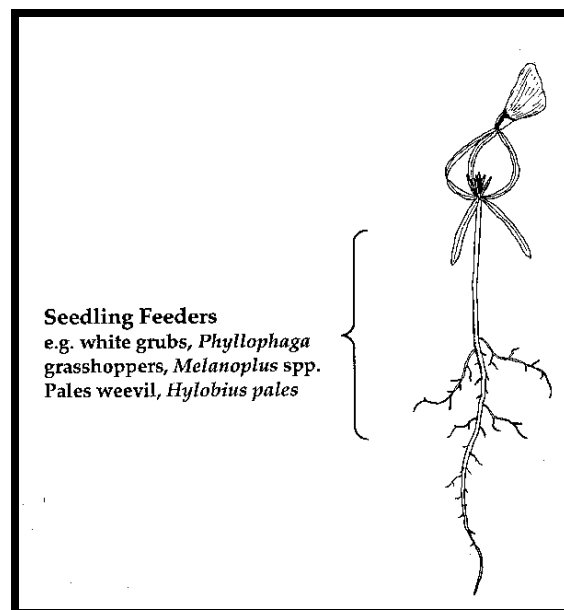 Seedling Feeders
e.g. white grubs, Phyllophaga
grasshoppers, Melanoplus spp.
Pales weevil, Hylobius pales